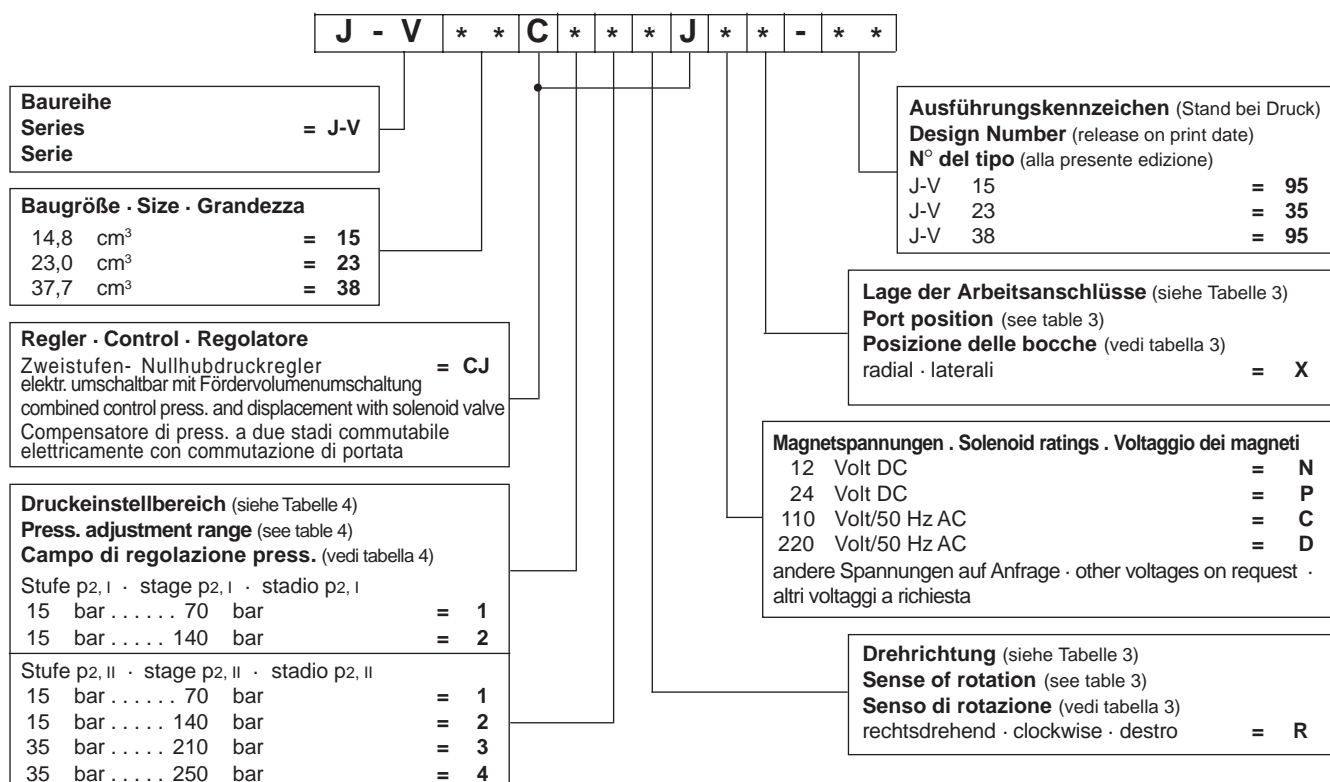 J - V * * C * * * J * * - * *
Baureihe
Series = J-V
Serie
Baugröße · Size · Grandezza
14,8 cm³ = 15
23,0 cm³ = 23
37,7 cm³ = 38
Regler · Control · Regolatore
Zweistufen- Nullhubdruckregler = CJ
elektr. umschaltbar mit Fördervolumenumschaltung
combined control press. and displacement with solenoid valve
Compensatore di press. a due stadi commutabile
elettricamente con commutazione di portata
Druckeinstellbereich (siehe Tabelle 4)
Press. adjustment range (see table 4)
Campo di regolazione press. (vedi tabella 4)
Stufe p2, I · stage p2, I · stadio p2, I
15 bar . . . . . . 70 bar = 1
15 bar . . . . . 140 bar = 2
Stufe p2, II · stage p2, II · stadio p2, II
15 bar . . . . . . 70 bar = 1
15 bar . . . . . 140 bar = 2
35 bar . . . . . 210 bar = 3
35 bar . . . . . 250 bar = 4
Ausführungskennzeichen (Stand bei Druck)
Design Number (release on print date)
N° del tipo (alla presente edizione)
J-V 15 = 95
J-V 23 = 35
J-V 38 = 95
Lage der Arbeitsanschlüsse (siehe Tabelle 3)
Port position (see table 3)
Posizione delle bocche (vedi tabella 3)
radial · laterali = X
Magnetspannungen . Solenoid ratings . Voltaggio dei magneti
12 Volt DC = N
24 Volt DC = P
110 Volt/50 Hz AC = C
220 Volt/50 Hz AC = D
andere Spannungen auf Anfrage · other voltages on request ·
altri voltaggi a richiesta
Drehrichtung (siehe Tabelle 3)
Sense of rotation (see table 3)
Senso di rotazione (vedi tabella 3)
rechtsdrehend · clockwise · destro = R